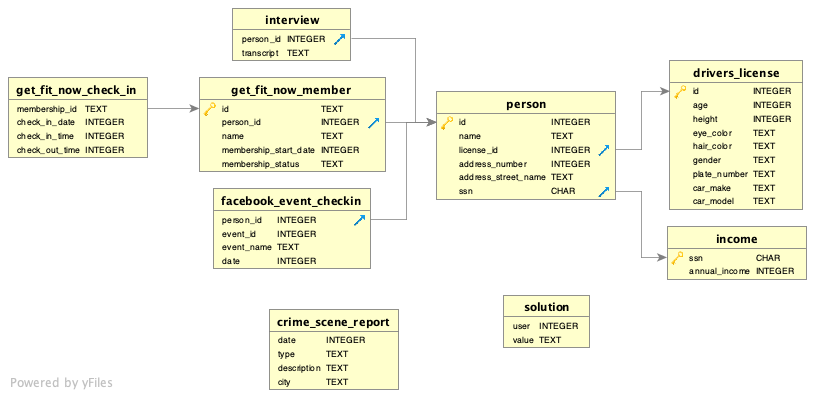 interview
person_id INTEGER
transcript TEXT
get_fit_now_check_in
membership_id TEXT
check_in_date INTEGER
check_in_time INTEGER
check_out_time INTEGER
get_fit_now_member
id TEXT
person_id INTEGER
name TEXT
membership_start_date INTEGER
membership_status TEXT
facebook_event_checkin
person_id INTEGER
event_id INTEGER
event_name TEXT
date INTEGER
person
id INTEGER
name TEXT
license_id INTEGER
address_number INTEGER
address_street_name TEXT
ssn CHAR
drivers_license
id INTEGER
age INTEGER
height INTEGER
eye_color TEXT
hair_color TEXT
gender TEXT
plate_number TEXT
car_make TEXT
car_model TEXT
income
ssn CHAR
annual_income INTEGER
crime_scene_report
date INTEGER
type TEXT
description TEXT
city TEXT
solution
user INTEGER
value TEXT
Powered by yFiles